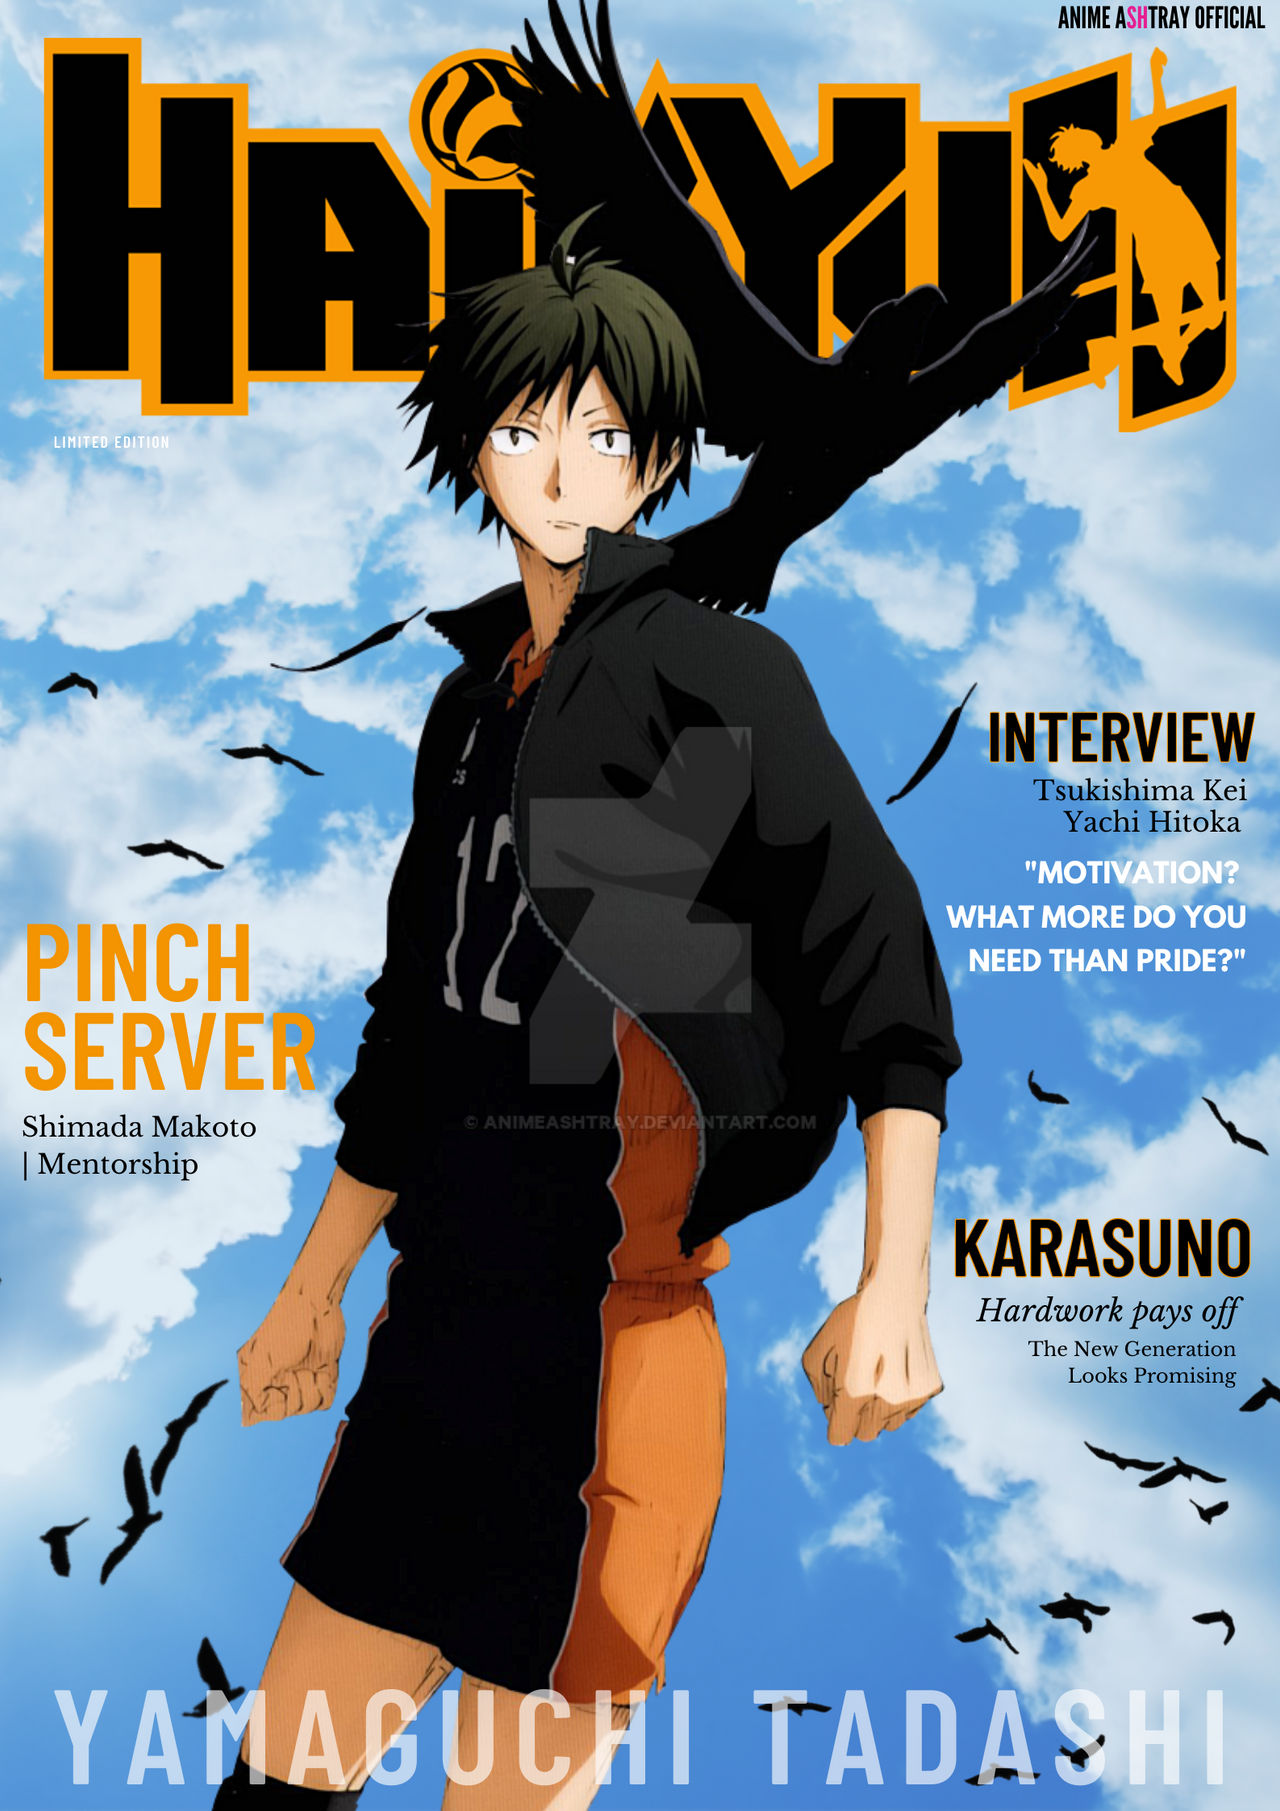 ANIME ASHTRAY OFFICIAL
HAiKYU!!
LIMITED EDITION
INTERVIEW
Tsukishima Kei
Yachi Hitoka
"MOTIVATION?
WHAT MORE DO YOU
NEED THAN PRIDE?"
12
PINCH
SERVER
Shimada Makoto
| Mentorship
© ANIMEASHTRAY.DEVIANTART.COM
KARASUNO
Hardwork pays off
The New Generation
Looks Promising
YAMAGUCHI TADASHI